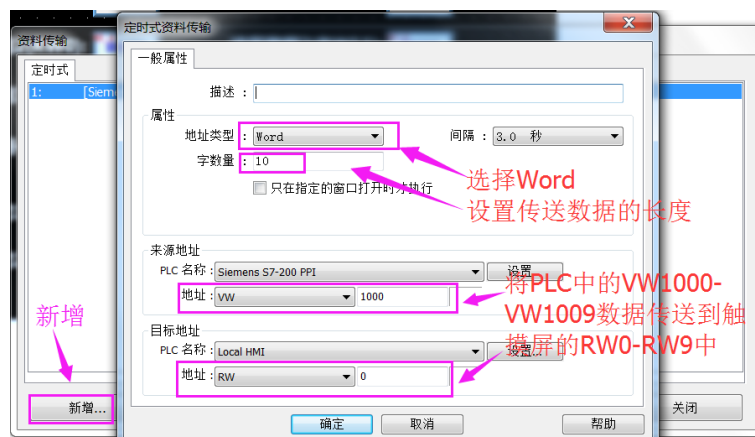 资料传输
定时式
1: [Siem
定时式资料传输
一般属性
描述 :
属性
地址类型 : Word
间隔 : 3.0 秒
字数量 : 10
只在指定的窗口打开时才执行
选择Word
设置传送数据的长度
来源地址
PLC 名称 : Siemens S7-200 PPI
设置...
地址 : VW 1000
将PLC中的VW1000-
VW1009数据传送到触
摸屏的RW0-RW9中
目标地址
PLC 名称 : Local HMI
设置...
地址 : RW 0
新增
新增...
确定
取消
帮助
关闭